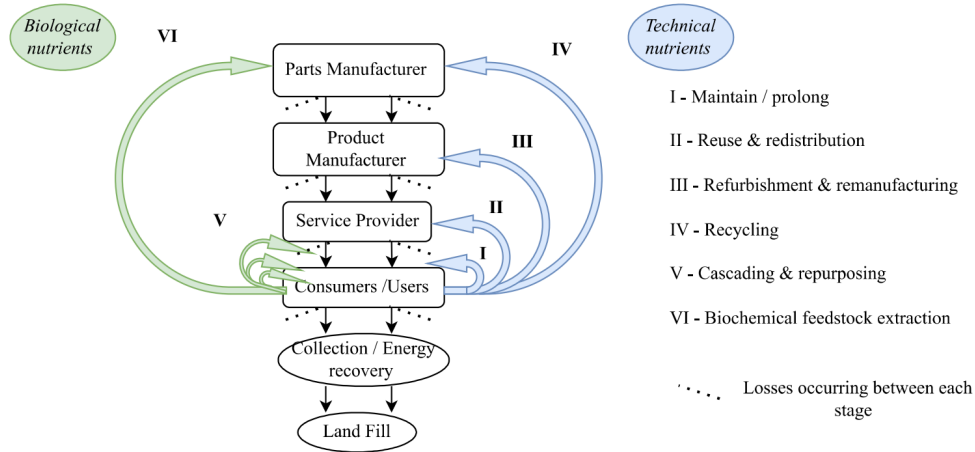 Biological
nutrients
VI
IV
Technical
nutrients
Parts Manufacturer
Product
Manufacturer
III
Service Provider
II
V
I
Consumers /Users
Collection / Energy
recovery
Land Fill
I - Maintain / prolong
II - Reuse & redistribution
III - Refurbishment & remanufacturing
IV - Recycling
V - Cascading & repurposing
VI - Biochemical feedstock extraction
Losses occurring between each
stage